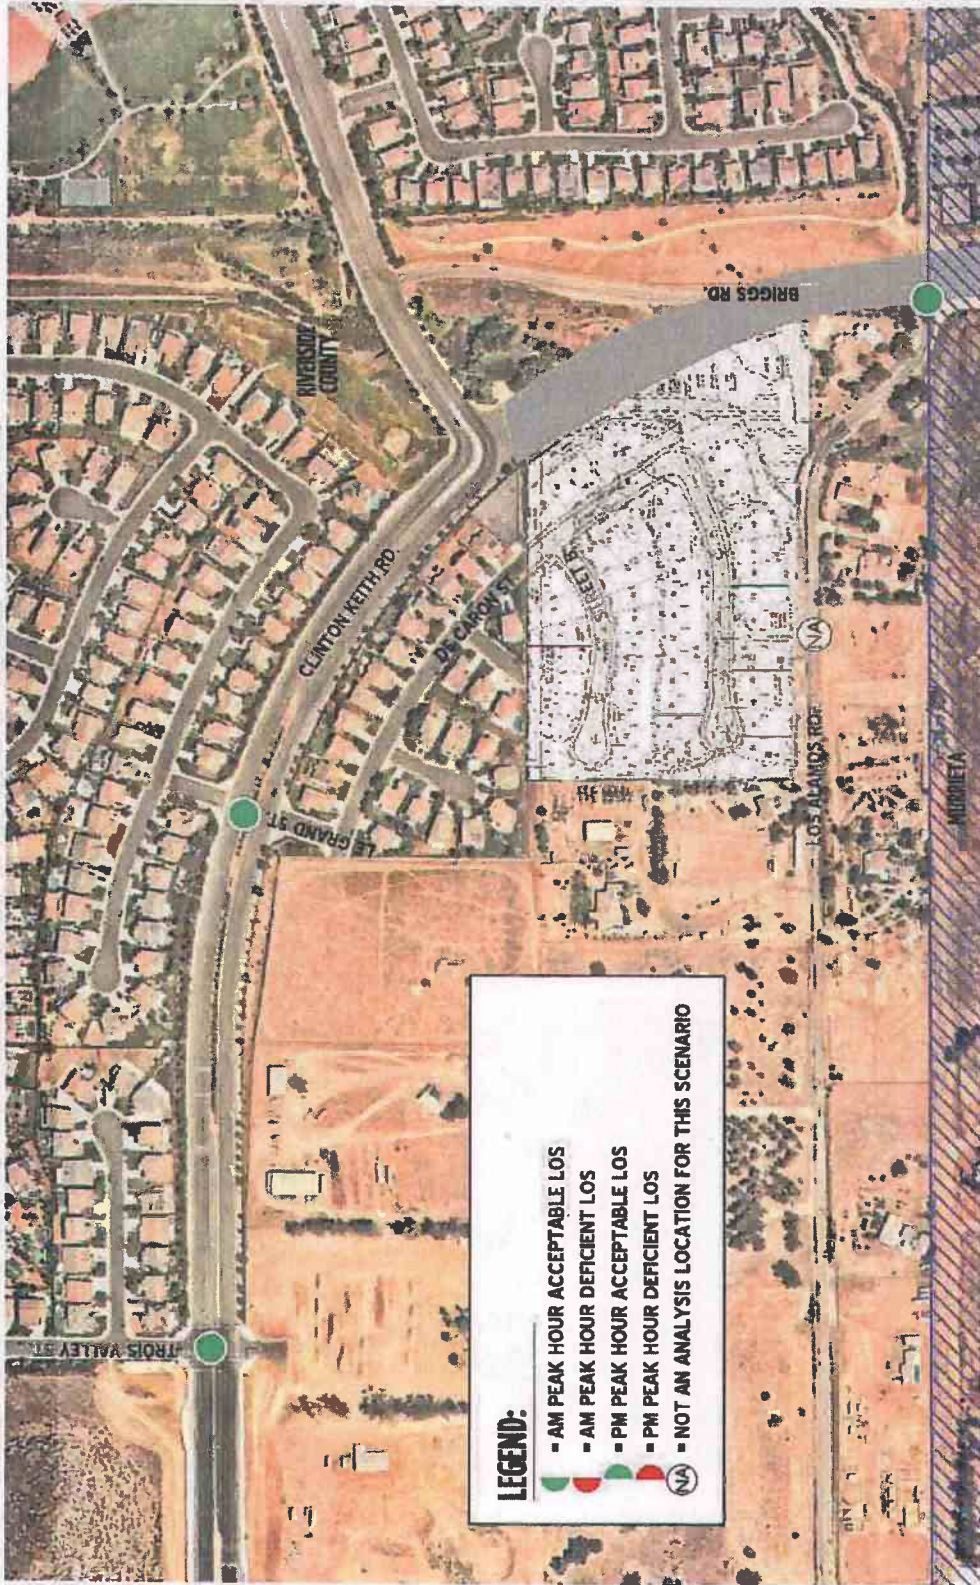 TROIS VALLEY ST.
LE GRAND ST.
CLINTON KEITH RD.
RIVERSIDE
COUNTY
BRIGGS RD.
STREET
LOS ALAMOS RD.
NA
MURRIETA
LEGEND:
= AM PEAK HOUR ACCEPTABLE LOS
= AM PEAK HOUR DEFICIENT LOS
= PM PEAK HOUR ACCEPTABLE LOS
= PM PEAK HOUR DEFICIENT LOS
NA = NOT AN ANALYSIS LOCATION FOR THIS SCENARIO